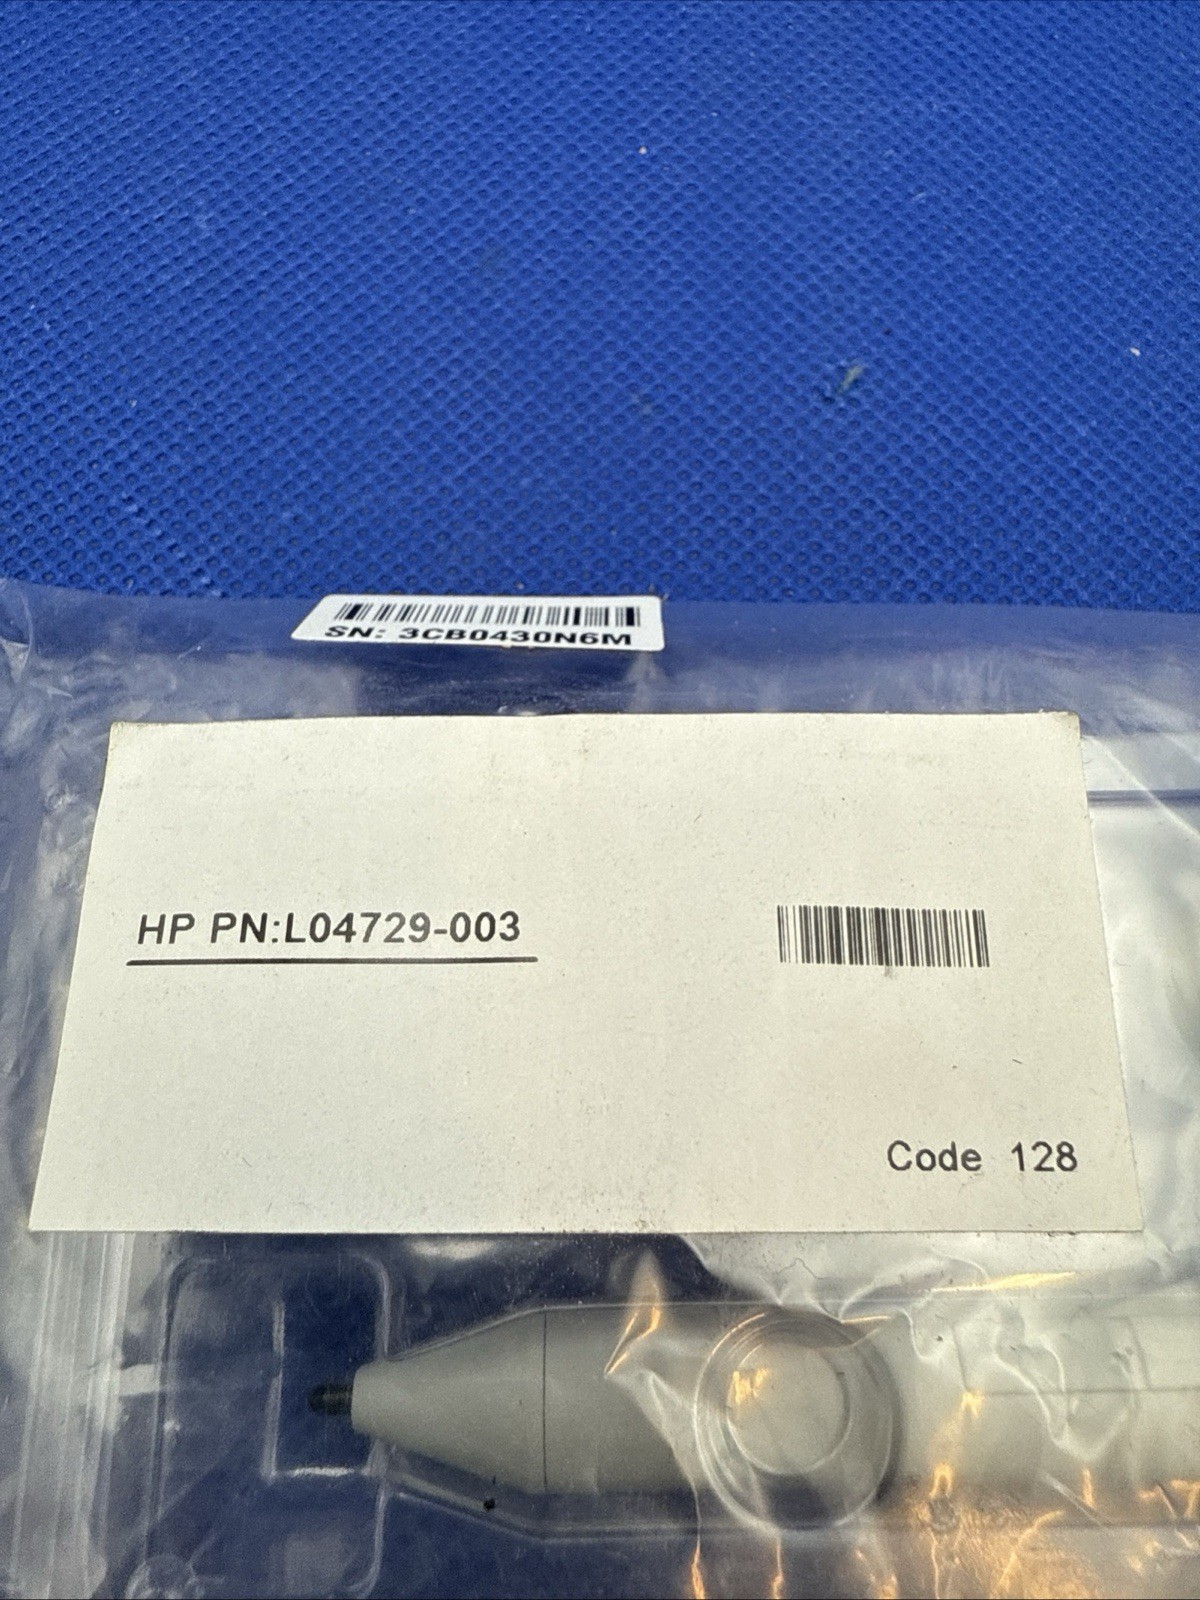 SN: 3CB0430N6M
HP PN:L04729-003
Code 128